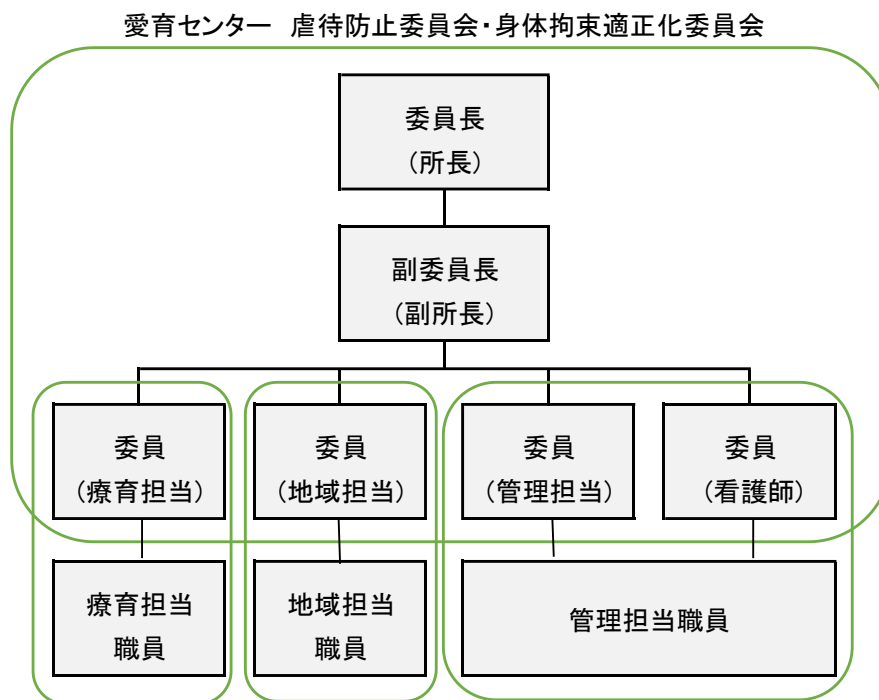 愛育センター 虐待防止委員会・身体拘束適正化委員会
委員長
(所長)
副委員長
(副所長)
委員
(療育担当)
委員
(地域担当)
委員
(管理担当)
委員
(看護師)
療育担当
職員
地域担当
職員
管理担当職員